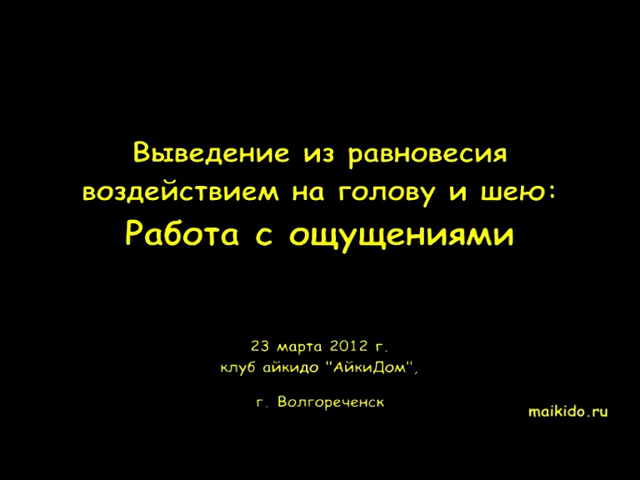 Выведение из равновесия
воздействием на голову и шею:
Работа с ощущениями
23 марта 2012 г.
клуб айкидо "АйкиДом",
г. Волгореченск
maikido.ru